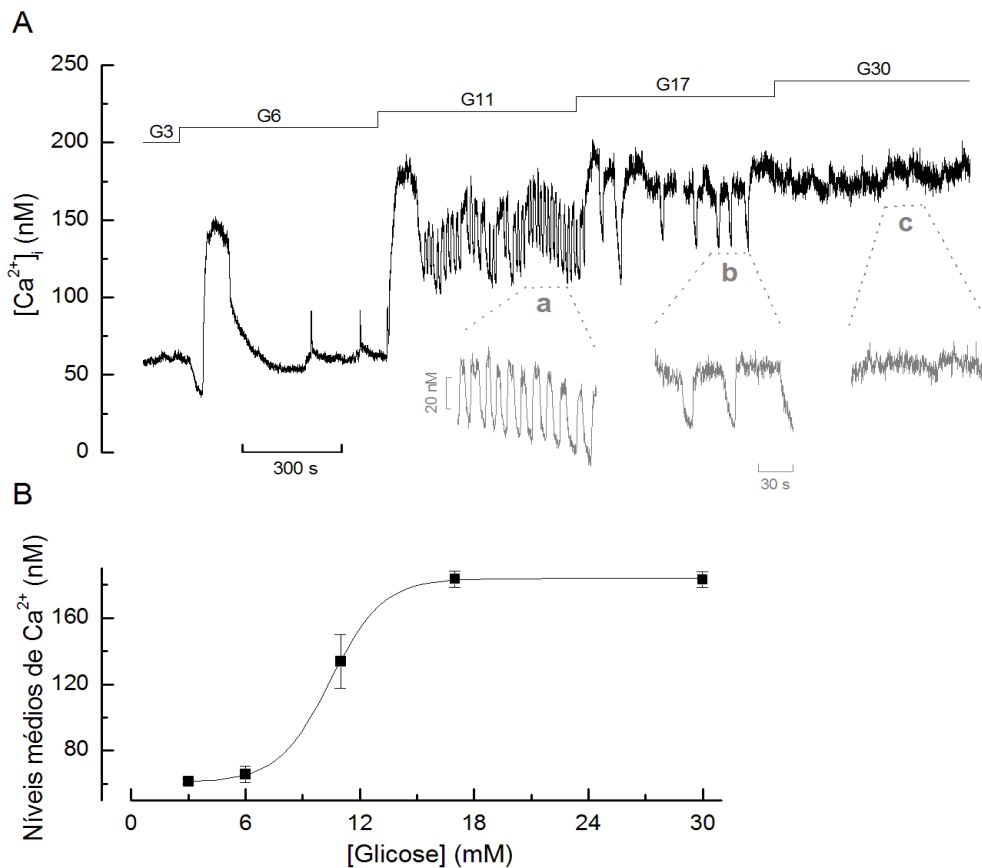 A
250
200
150
100
50
0
[Ca²⁺]i (nM)
G3
G6
G11
G17
G30
a
b
c
20 nM
300 s
30 s
B
160
120
80
Níveis médios de Ca²⁺ (nM)
0 6 12 18 24 30
[Glicose] (mM)